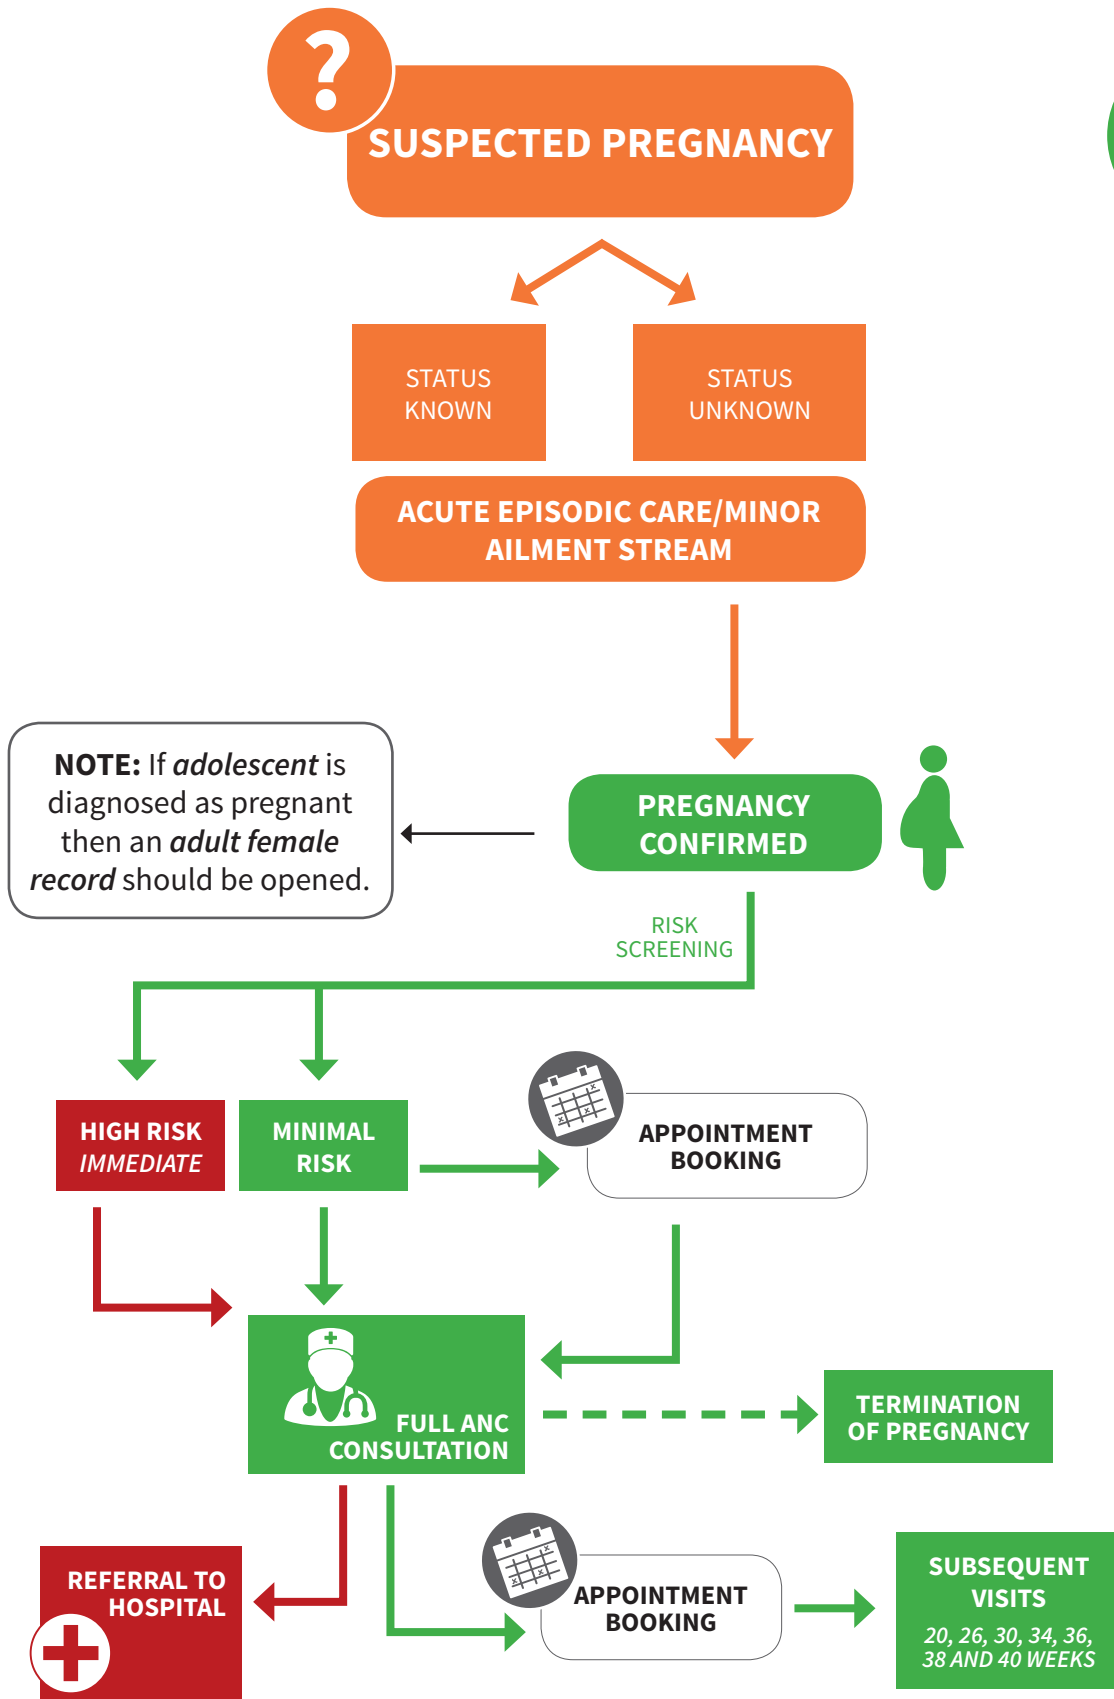 ?
SUSPECTED PREGNANCY
STATUS
KNOWN
STATUS
UNKNOWN
ACUTE EPISODIC CARE/MINOR
AILMENT STREAM
NOTE: If adolescent is
diagnosed as pregnant
then an adult female
record should be opened.
PREGNANCY
CONFIRMED
RISK
SCREENING
HIGH RISK
IMMEDIATE
MINIMAL
RISK
APPOINTMENT
BOOKING
FULL ANC
CONSULTATION
TERMINATION
OF PREGNANCY
REFERRAL TO
HOSPITAL
APPOINTMENT
BOOKING
SUBSEQUENT
VISITS
20, 26, 30, 34, 36,
38 AND 40 WEEKS